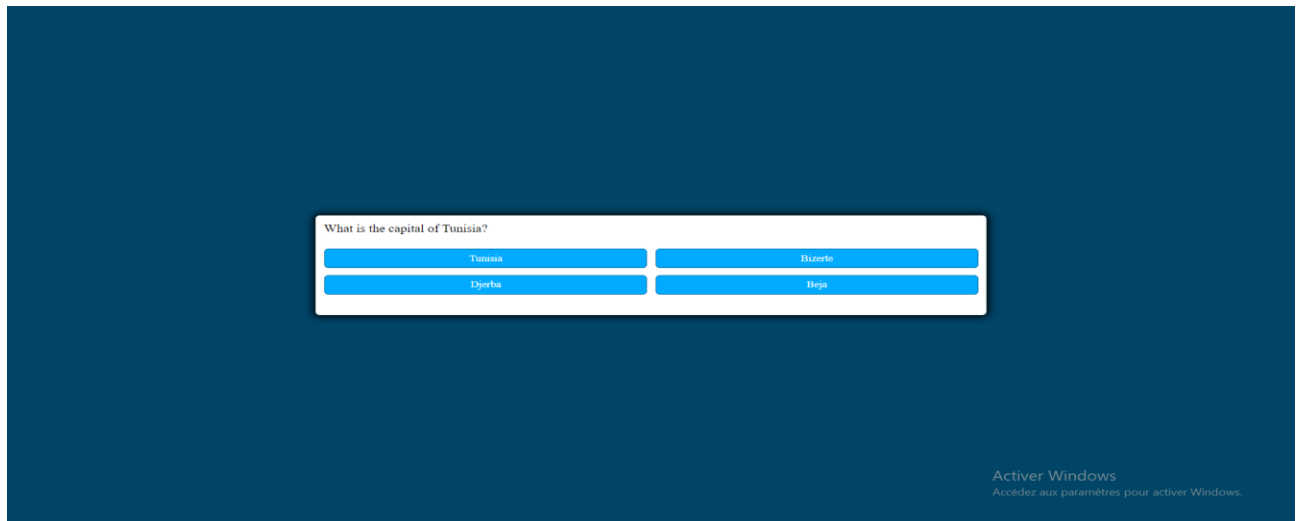 What is the capital of Tunisia?
Tunisia
Bizerte
Djerba
Beja
Activer Windows
Accédez aux paramètres pour activer Windows.